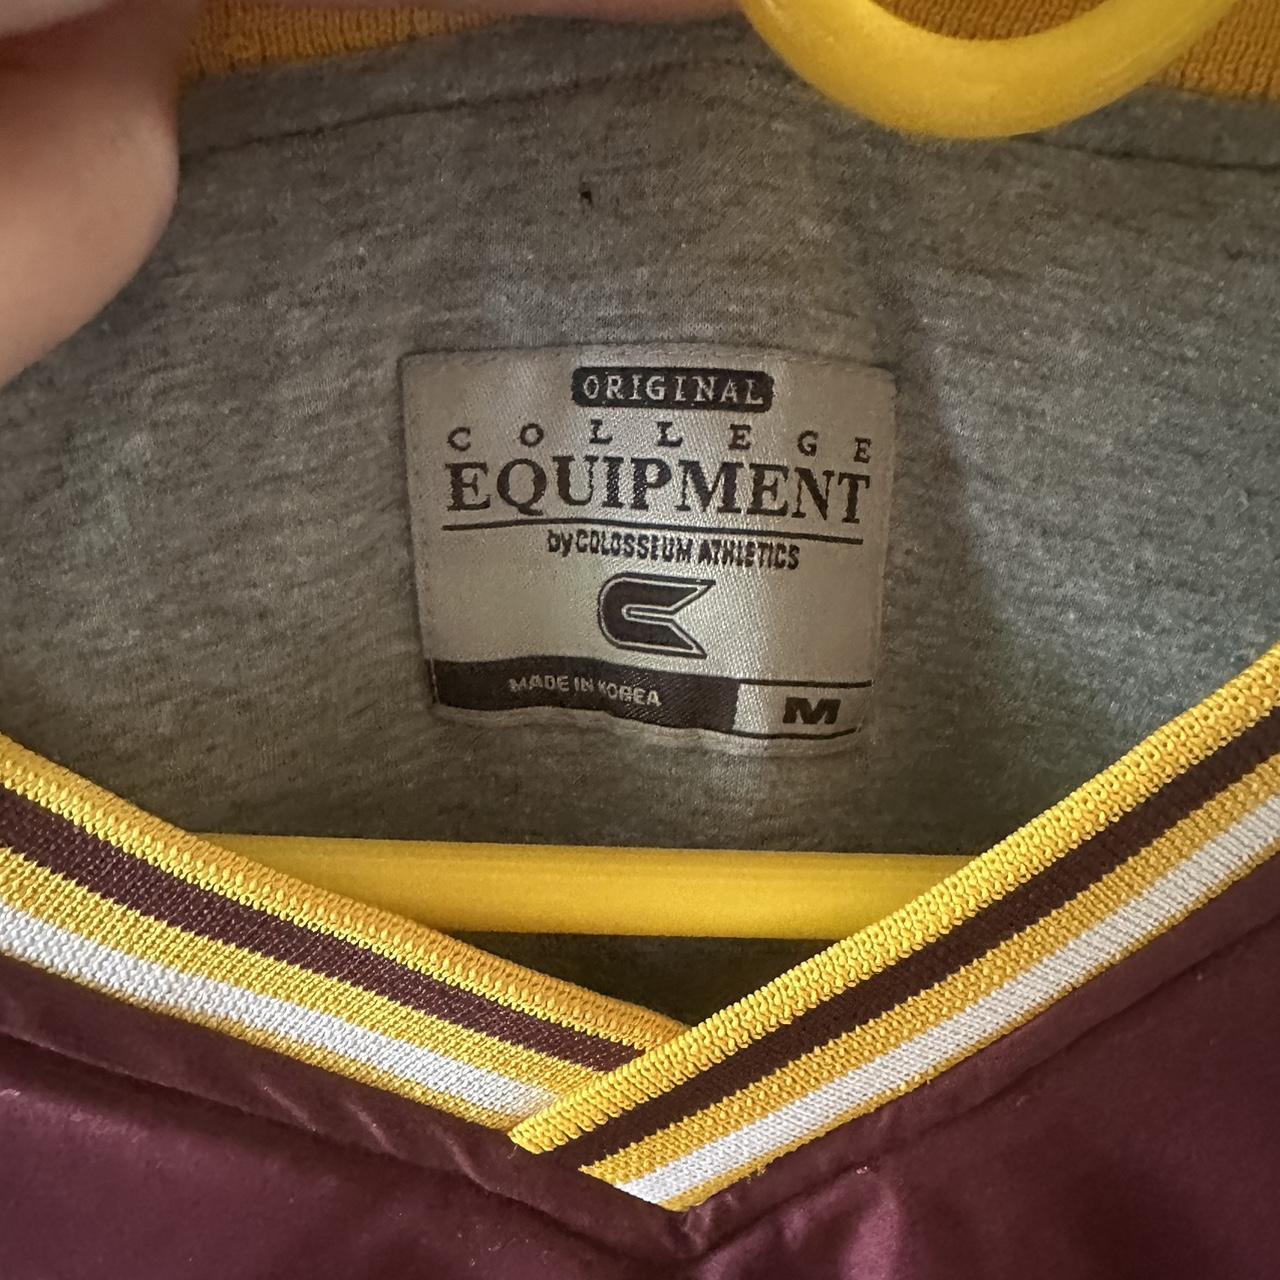 ORIGINAL
COLLEGE
EQUIPMENT
by COLOSSEUM ATHLETICS
MADE IN KOREA
M